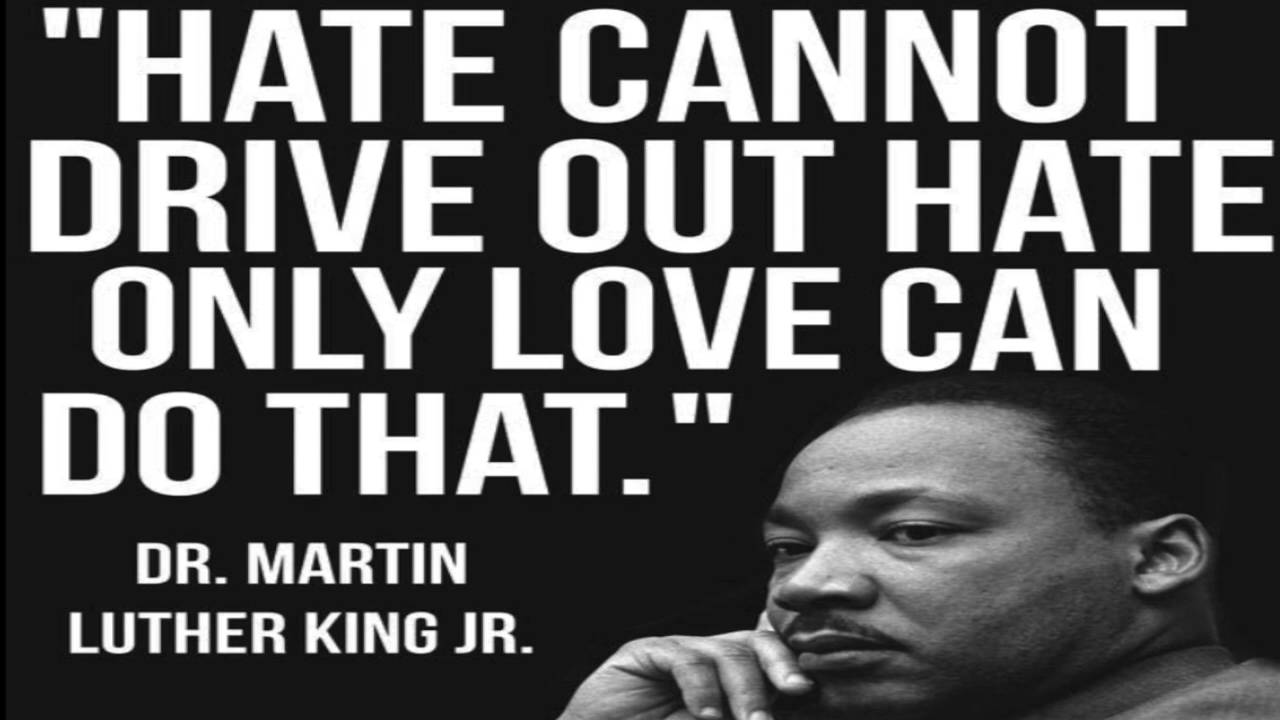 "HATE CANNOT
DRIVE OUT HATE
ONLY LOVE CAN
DO THAT."
DR. MARTIN
LUTHER KING JR.